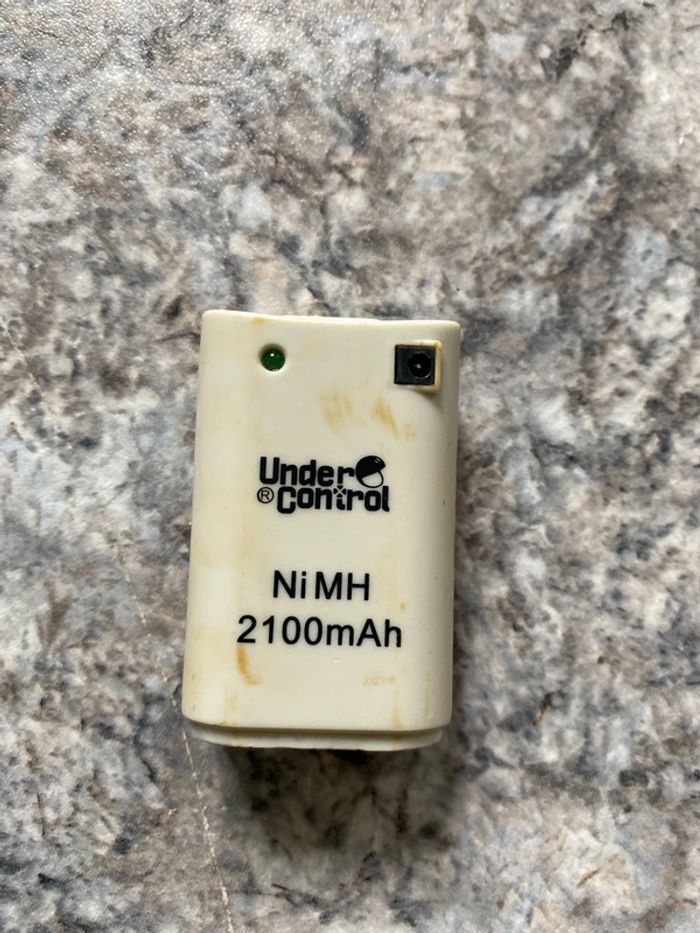 Under
® Control
NiMH
2100mAh